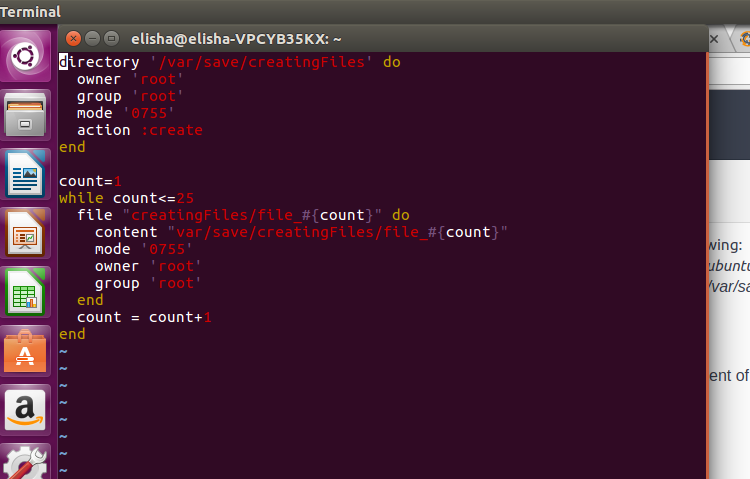 Terminal
elisha@elisha-VPCYB35KX: ~
directory '/var/save/creatingFiles' do
  owner 'root'
  group 'root'
  mode '0755'
  action :create
end

count=1
while count<=25
  file "creatingFiles/file_#{count}" do
    content "var/save/creatingFiles/file_#{count}"
    mode '0755'
    owner 'root'
    group 'root'
  end
  count = count+1
end
~
~
~
~
~
~
~
~
wing:
ubuntu
/var/sa
ent of